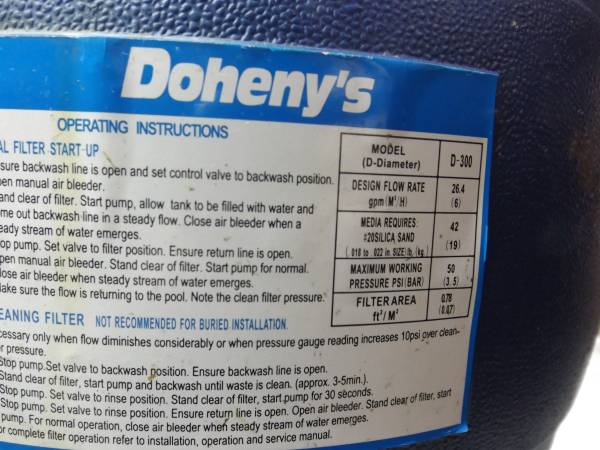 Doheny's
OPERATING INSTRUCTIONS
AL FILTER START-UP
sure backwash line is open and set control valve to backwash position.
en manual air bleeder.
and clear of filter. Start pump, allow tank to be filled with water and
me out backwash line in a steady flow. Close air bleeder when a
eady stream of water emerges.
op pump. Set valve to filter position. Ensure return line is open.
pen manual air bleeder. Stand clear of filter. Start pump for normal.
lose air bleeder when steady stream of water emerges.
ake sure the flow is returning to the pool. Note the clean filter pressure.
EANING FILTER NOT RECOMMENDED FOR BURIED INSTALLATION.
cessary only when flow diminishes considerably or when pressure gauge reading increases 10psi over clean-
r pressure.
Stop pump.Set valve to backwash position. Ensure backwash line is open.
Stand clear of filter, start pump and backwash until waste is clean. (approx. 3-5min.).
Stop pump. Set valve to rinse position. Stand clear of filter, start pump for 30 seconds.
Stop pump. Set valve to rinse position. Ensure return line is open. Open air bleeder. Stand clear of filter, start
pump. For normal operation, close air bleeder when steady stream of water emerges.
or complete filter operation refer to installation, operation and service manual.
MODEL
(D-Diameter) D-300
DESIGN FLOW RATE 26.4
gpm (M³/H) (6)
MEDIA REQUIRES: 42
#20SILICA SAND
(.018 to .022 in. SIZE) lb. (kg) (19)
MAXIMUM WORKING 50
PRESSURE PSI(BAR) (3.5)
FILTER AREA 0.78
ft²/M² (0.07)